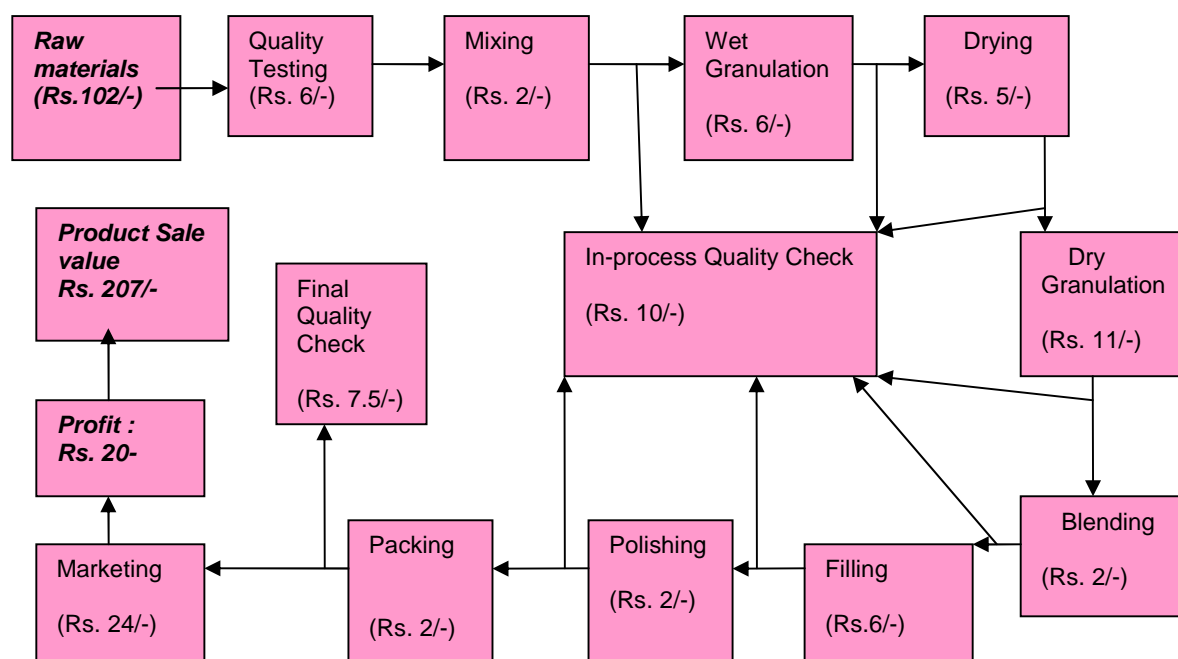 Raw
materials
(Rs.102/-)
Quality
Testing
(Rs. 6/-)
Mixing
(Rs. 2/-)
Wet
Granulation
(Rs. 6/-)
Drying
(Rs. 5/-)
Product Sale
value
Rs. 207/-
Final
Quality
Check
(Rs. 7.5/-)
In-process Quality Check
(Rs. 10/-)
Dry
Granulation
(Rs. 11/-)
Profit :
Rs. 20-
Marketing
(Rs. 24/-)
Packing
(Rs. 2/-)
Polishing
(Rs. 2/-)
Filling
(Rs.6/-)
Blending
(Rs. 2/-)